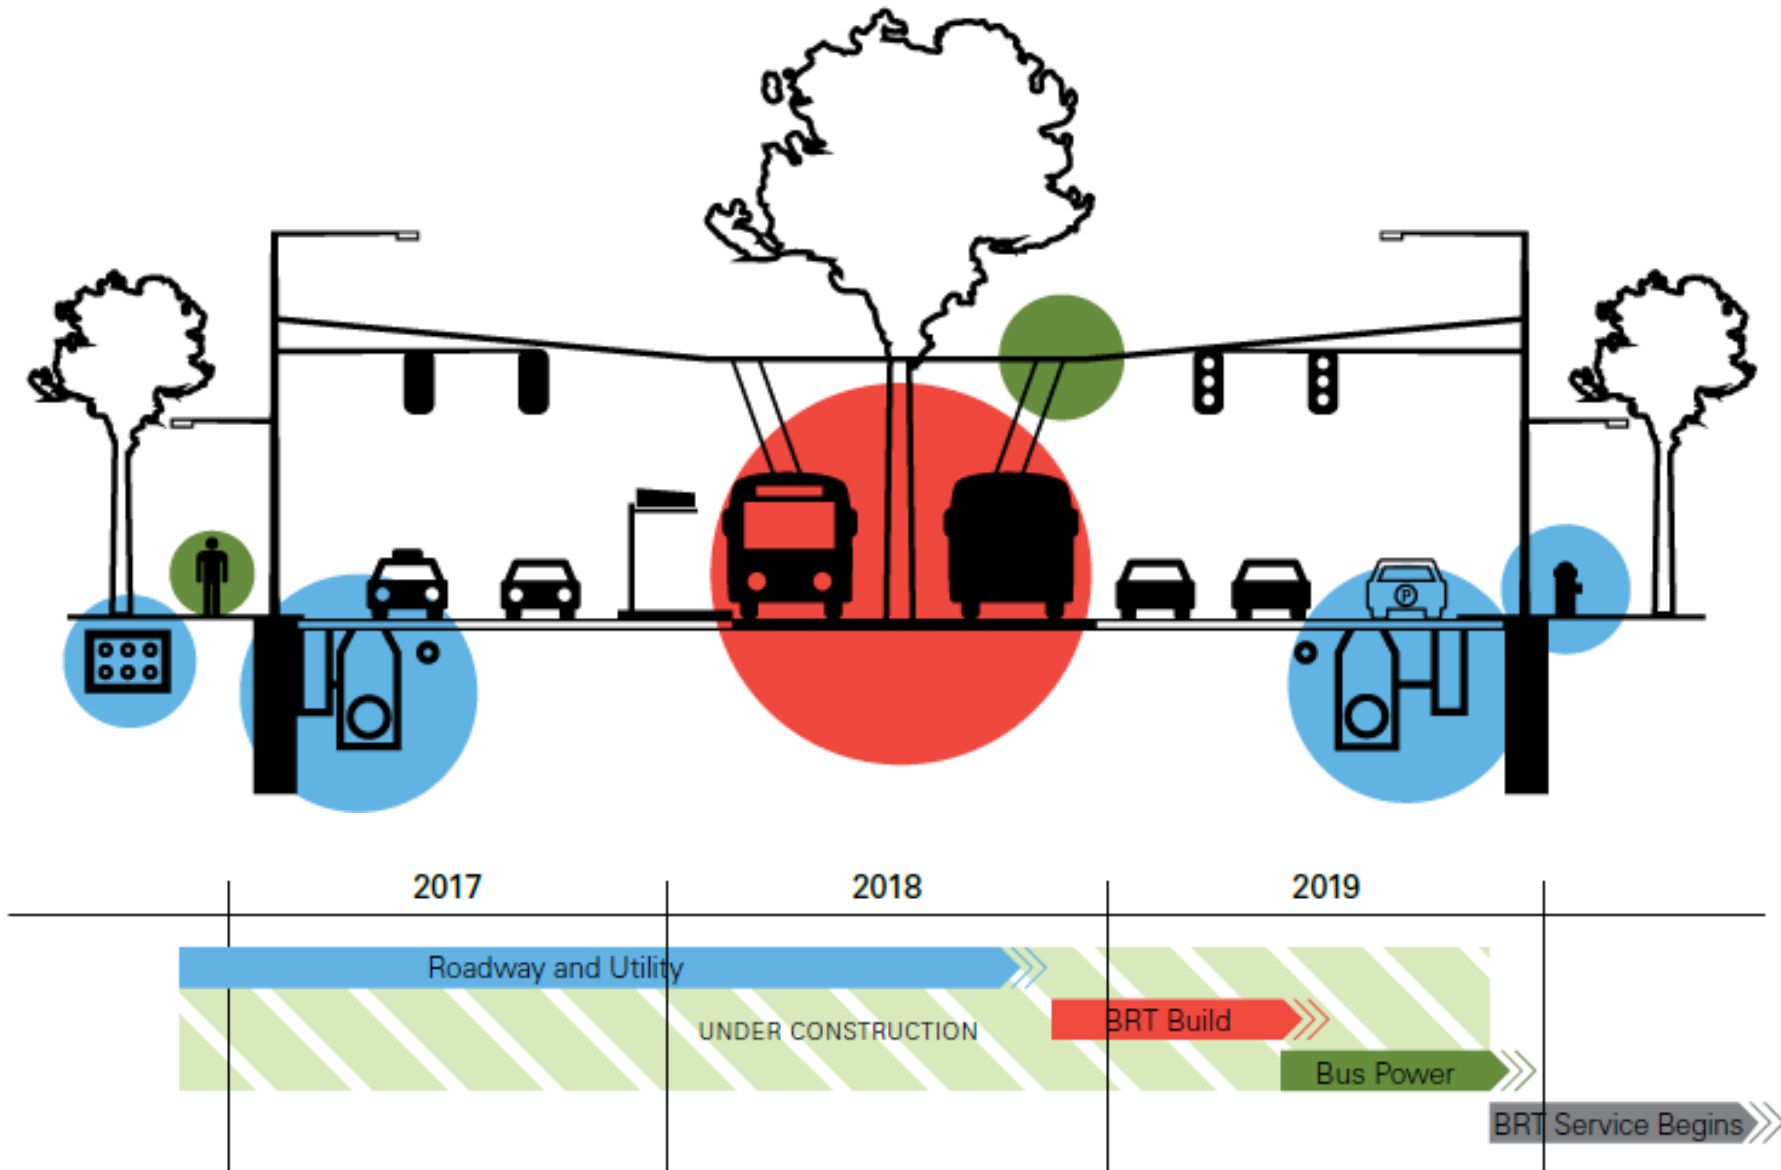 P
2017
2018
2019
Roadway and Utility
BRT Build
UNDER CONSTRUCTION
Bus Power
BRT Service Begins